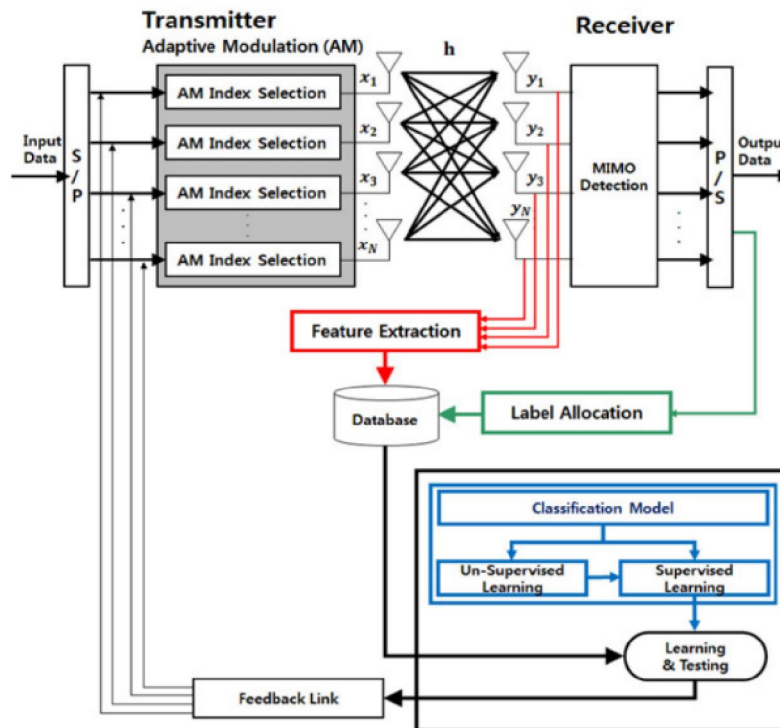 Transmitter
Adaptive Modulation (AM)
h
Receiver
Input
Data
S
/
P
AM Index Selection
AM Index Selection
AM Index Selection
AM Index Selection
x1
x2
x3
xN
y1
y2
y3
yN
MIMO
Detection
P
/
S
Output
Data
Feature Extraction
Database
Label Allocation
Classification Model
Un-Supervised
Learning
Supervised
Learning
Learning
& Testing
Feedback Link